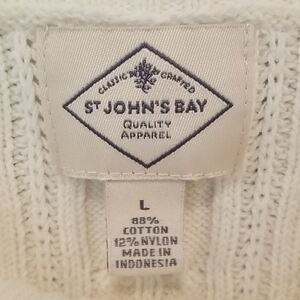 CLASSIC CRAFTED
ST JOHN'S BAY
QUALITY
APPAREL
L
88%
COTTON
12% NYLON
MADE IN
INDONESIA